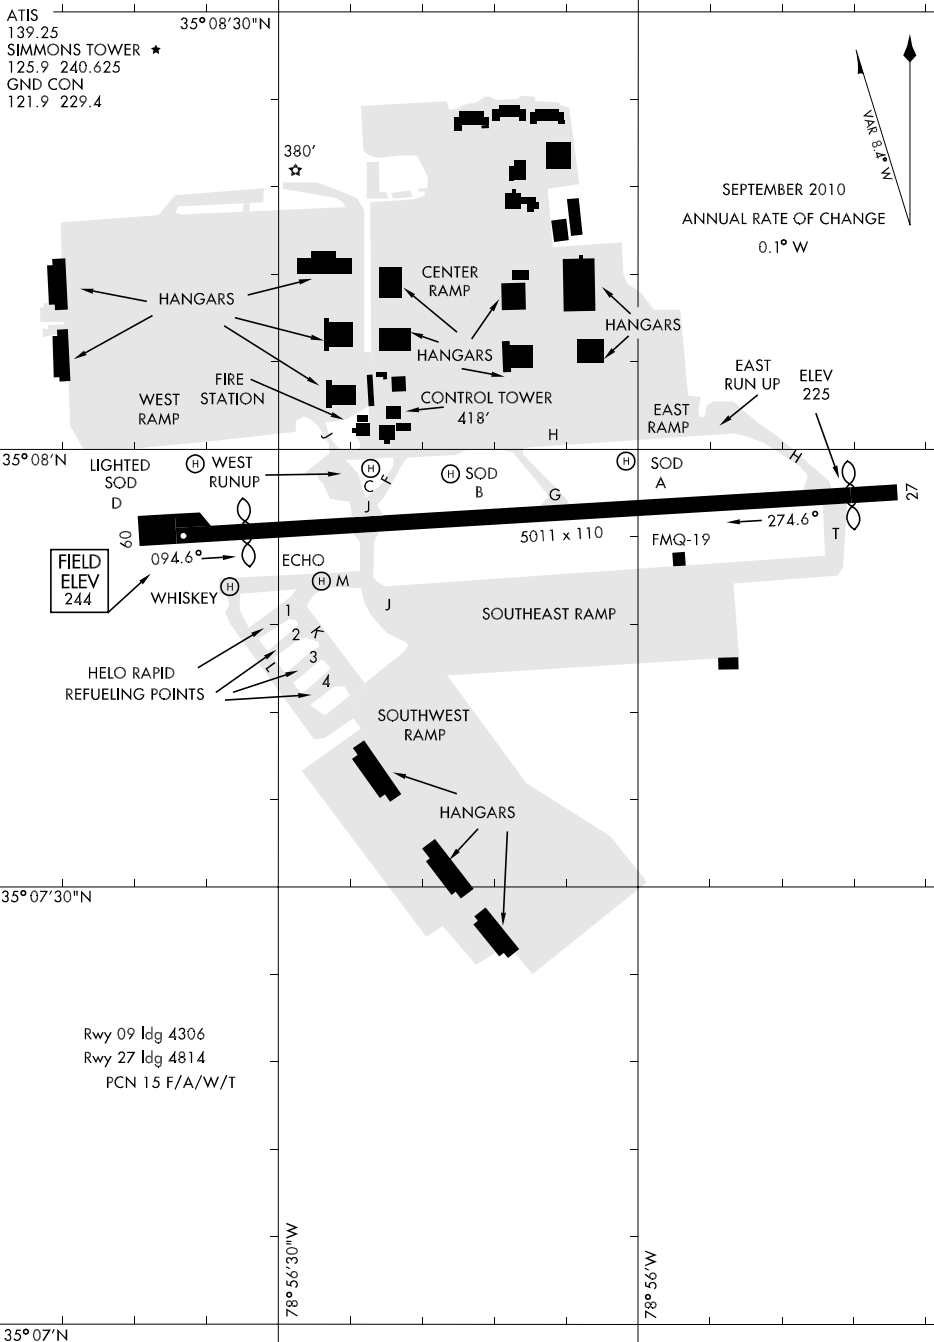 ATIS
139.25
SIMMONS TOWER ★
125.9 240.625
GND CON
121.9 229.4
35°08'30"N
VAR 8.4° W
SEPTEMBER 2010
ANNUAL RATE OF CHANGE
0.1° W
380'
HANGARS
CENTER
RAMP
HANGARS
HANGARS
FIRE
STATION
WEST
RAMP
CONTROL TOWER
418'
EAST
RUN UP
ELEV
225
EAST
RAMP
J
H
H
35°08'N
LIGHTED
SOD
D
H
WEST
RUNUP
H
C
F
H
SOD
B
H
SOD
A
J
G
27
09
094.6°
5011 x 110
274.6°
T
FMQ-19
FIELD
ELEV
244
ECHO
WHISKEY
H
H
M
J
SOUTHEAST RAMP
1
2
K
3
L
4
HELO RAPID
REFUELING POINTS
SOUTHWEST
RAMP
HANGARS
35°07'30"N
Rwy 09 ldg 4306
Rwy 27 ldg 4814
PCN 15 F/A/W/T
78°56'30"W
78°56'W
35°07'N